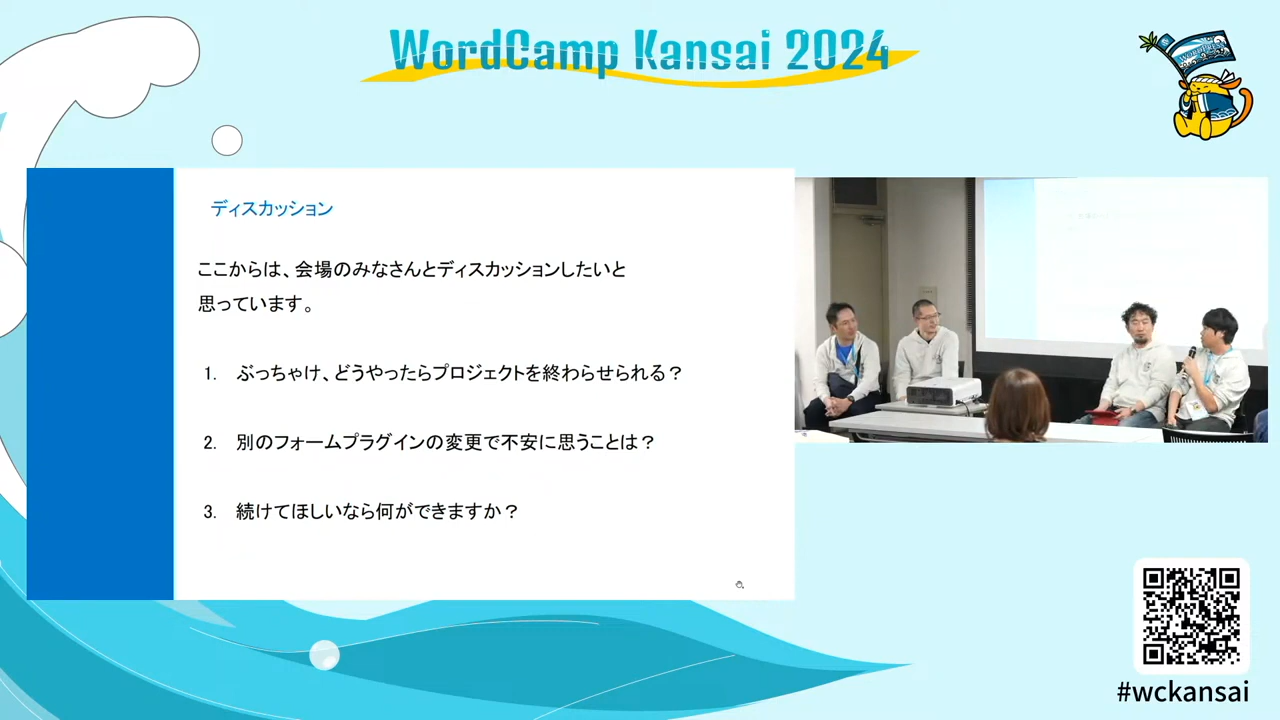 WordCamp Kansai 2024
WORDPRESS
ディスカッション
ここからは、会場のみなさんとディスカッションしたいと
思っています。
1. ぶっちゃけ、どうやったらプロジェクトを終わらせられる？
2. 別のフォームプラグインの変更で不安に思うことは？
3. 続けてほしいなら何ができますか？
#wckansai